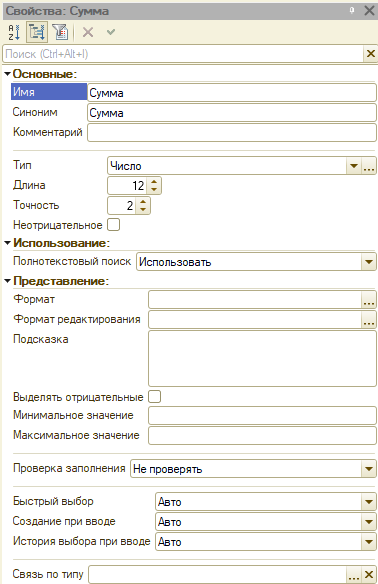 Свойства: Сумма
Поиск (Ctrl+Alt+I)
Основные:
Имя Сумма
Синоним Сумма
Комментарий
Тип Число ...
Длина 12
Точность 2
Неотрицательное
Использование:
Полнотекстовый поиск Использовать
Представление:
Формат ...
Формат редактирования ...
Подсказка
Выделять отрицательные
Минимальное значение
Максимальное значение
Проверка заполнения Не проверять
Быстрый выбор Авто
Создание при вводе Авто
История выбора при вводе Авто
Связь по типу ...